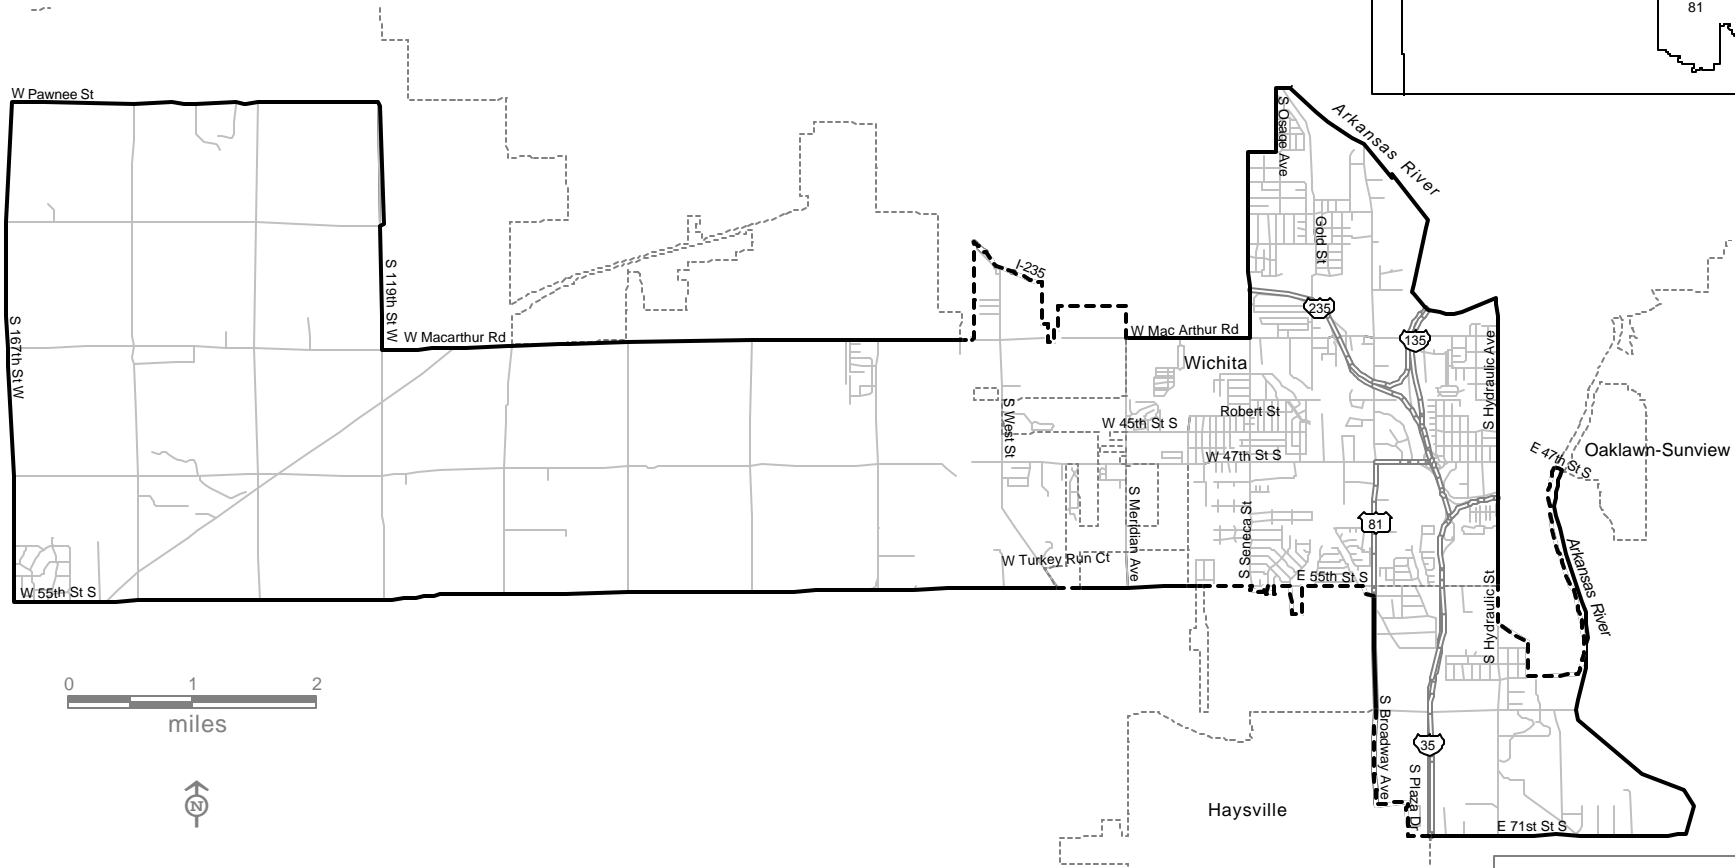 81
W Pawnee St
S Osage Ave
Arkansas River
Gold St
I-235
S 119th St W
S 167th St W
235
W Macarthur Rd
W Mac Arthur Rd
135
S Hydraulic Ave
Wichita
Robert St
S West St
W 45th St S
W 47th St S
E 47th St S
Oaklawn-Sunview
S Meridian Ave
S Seneca St
81
Arkansas River
W Turkey Run Ct
E 55th St S
W 55th St S
S Hydraulic St
0 1 2
miles
S Broadway Ave
35
S Plaza Dr
N
Haysville
E 71st St S